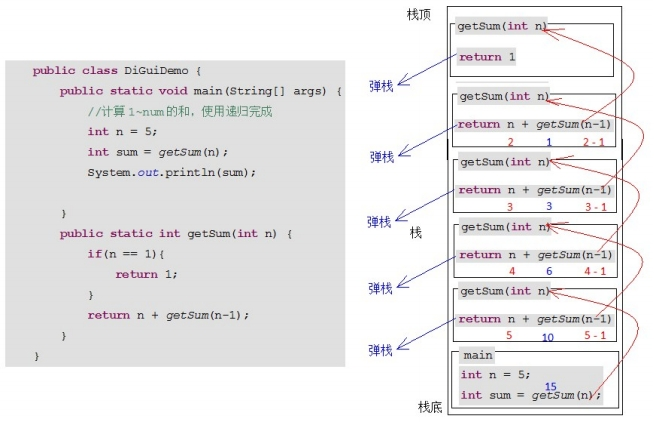 public class DiGuiDemo {
public static void main(String[] args) {
//计算1~num的和，使用递归完成
int n = 5;
int sum = getSum(n);
System.out.println(sum);
}
public static int getSum(int n) {
if(n == 1){
return 1;
}
return n + getSum(n-1);
}
}
栈顶
getSum(int n)
return 1
弹栈
getSum(int n)
return n + getSum(n-1)
2 1 2-1
弹栈
getSum(int n)
return n + getSum(n-1)
3 3 3-1
弹栈
栈
getSum(int n)
return n + getSum(n-1)
4 6 4-1
弹栈
getSum(int n)
return n + getSum(n-1)
5 10 5-1
弹栈
main
int n = 5;
15
int sum = getSum(n);
栈底